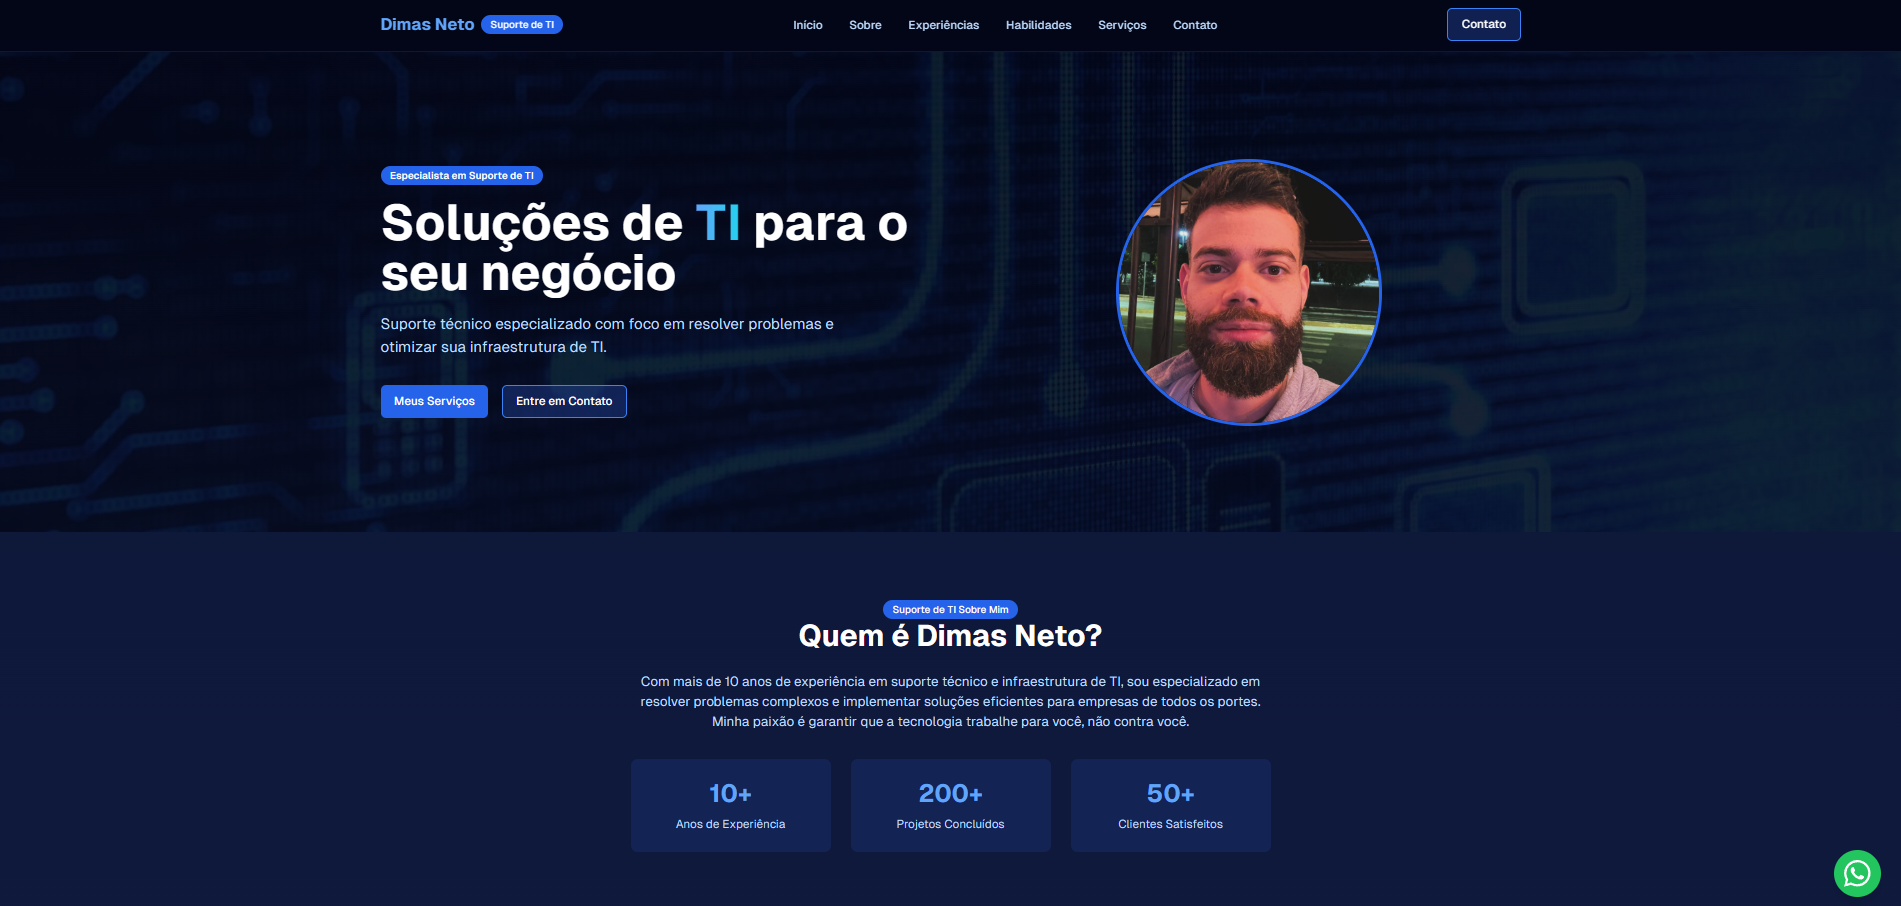 Dimas Neto Suporte de TI
Início Sobre Experiências Habilidades Serviços Contato
Contato
Especialista em Suporte de TI
Soluções de TI para o
seu negócio
Suporte técnico especializado com foco em resolver problemas e
otimizar sua infraestrutura de TI.
Meus Serviços
Entre em Contato
Suporte de TI Sobre Mim
Quem é Dimas Neto?
Com mais de 10 anos de experiência em suporte técnico e infraestrutura de TI, sou especializado em
resolver problemas complexos e implementar soluções eficientes para empresas de todos os portes.
Minha paixão é garantir que a tecnologia trabalhe para você, não contra você.
10+
Anos de Experiência
200+
Projetos Concluídos
50+
Clientes Satisfeitos